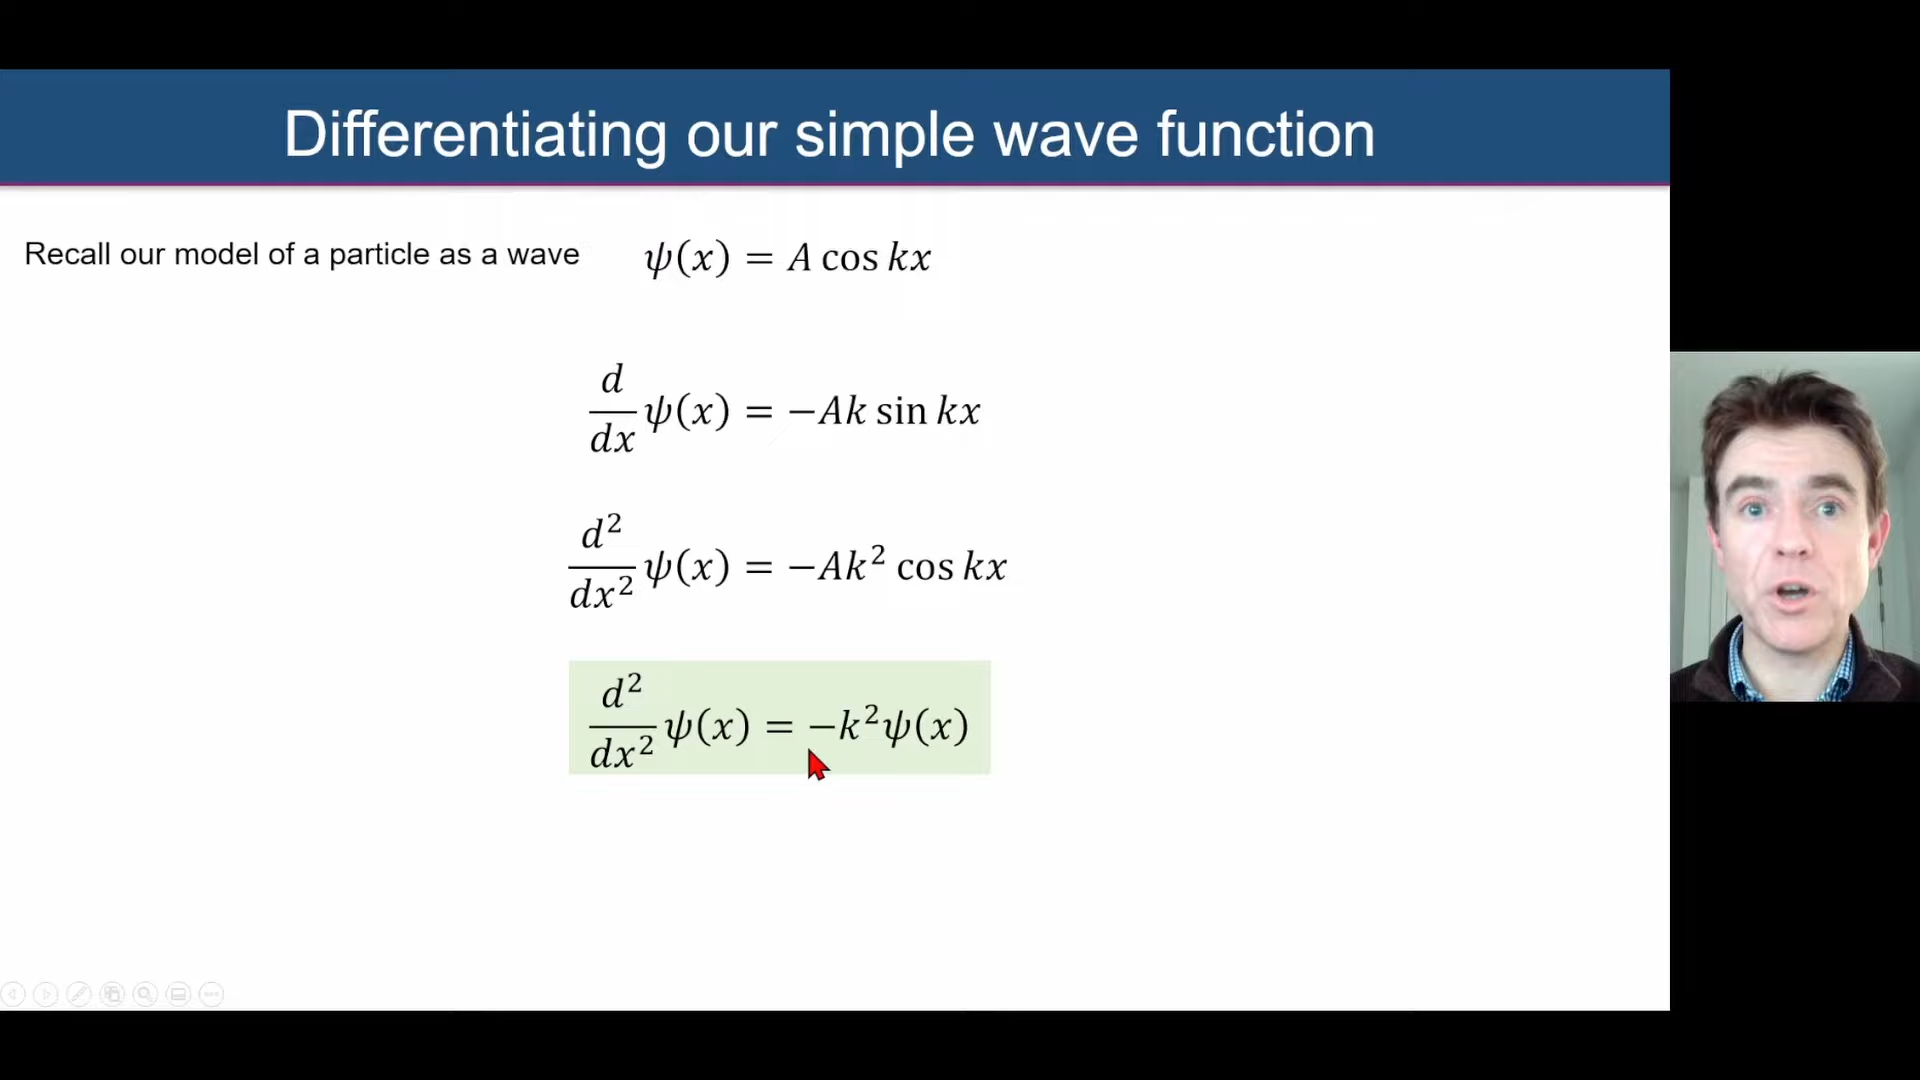 Differentiating our simple wave function
Recall our model of a particle as a wave ψ(x) = A cos kx
d/dx ψ(x) = −Ak sin kx
d²/dx² ψ(x) = −Ak² cos kx
d²/dx² ψ(x) = −k²ψ(x)